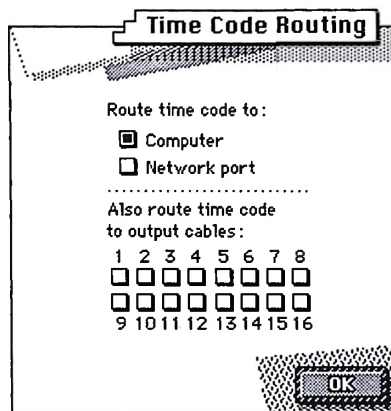 Time Code Routing
Route time code to:
Computer
Network port
Also route time code
to output cables:
1 2 3 4 5 6 7 8
9 10 11 12 13 14 15 16
OK